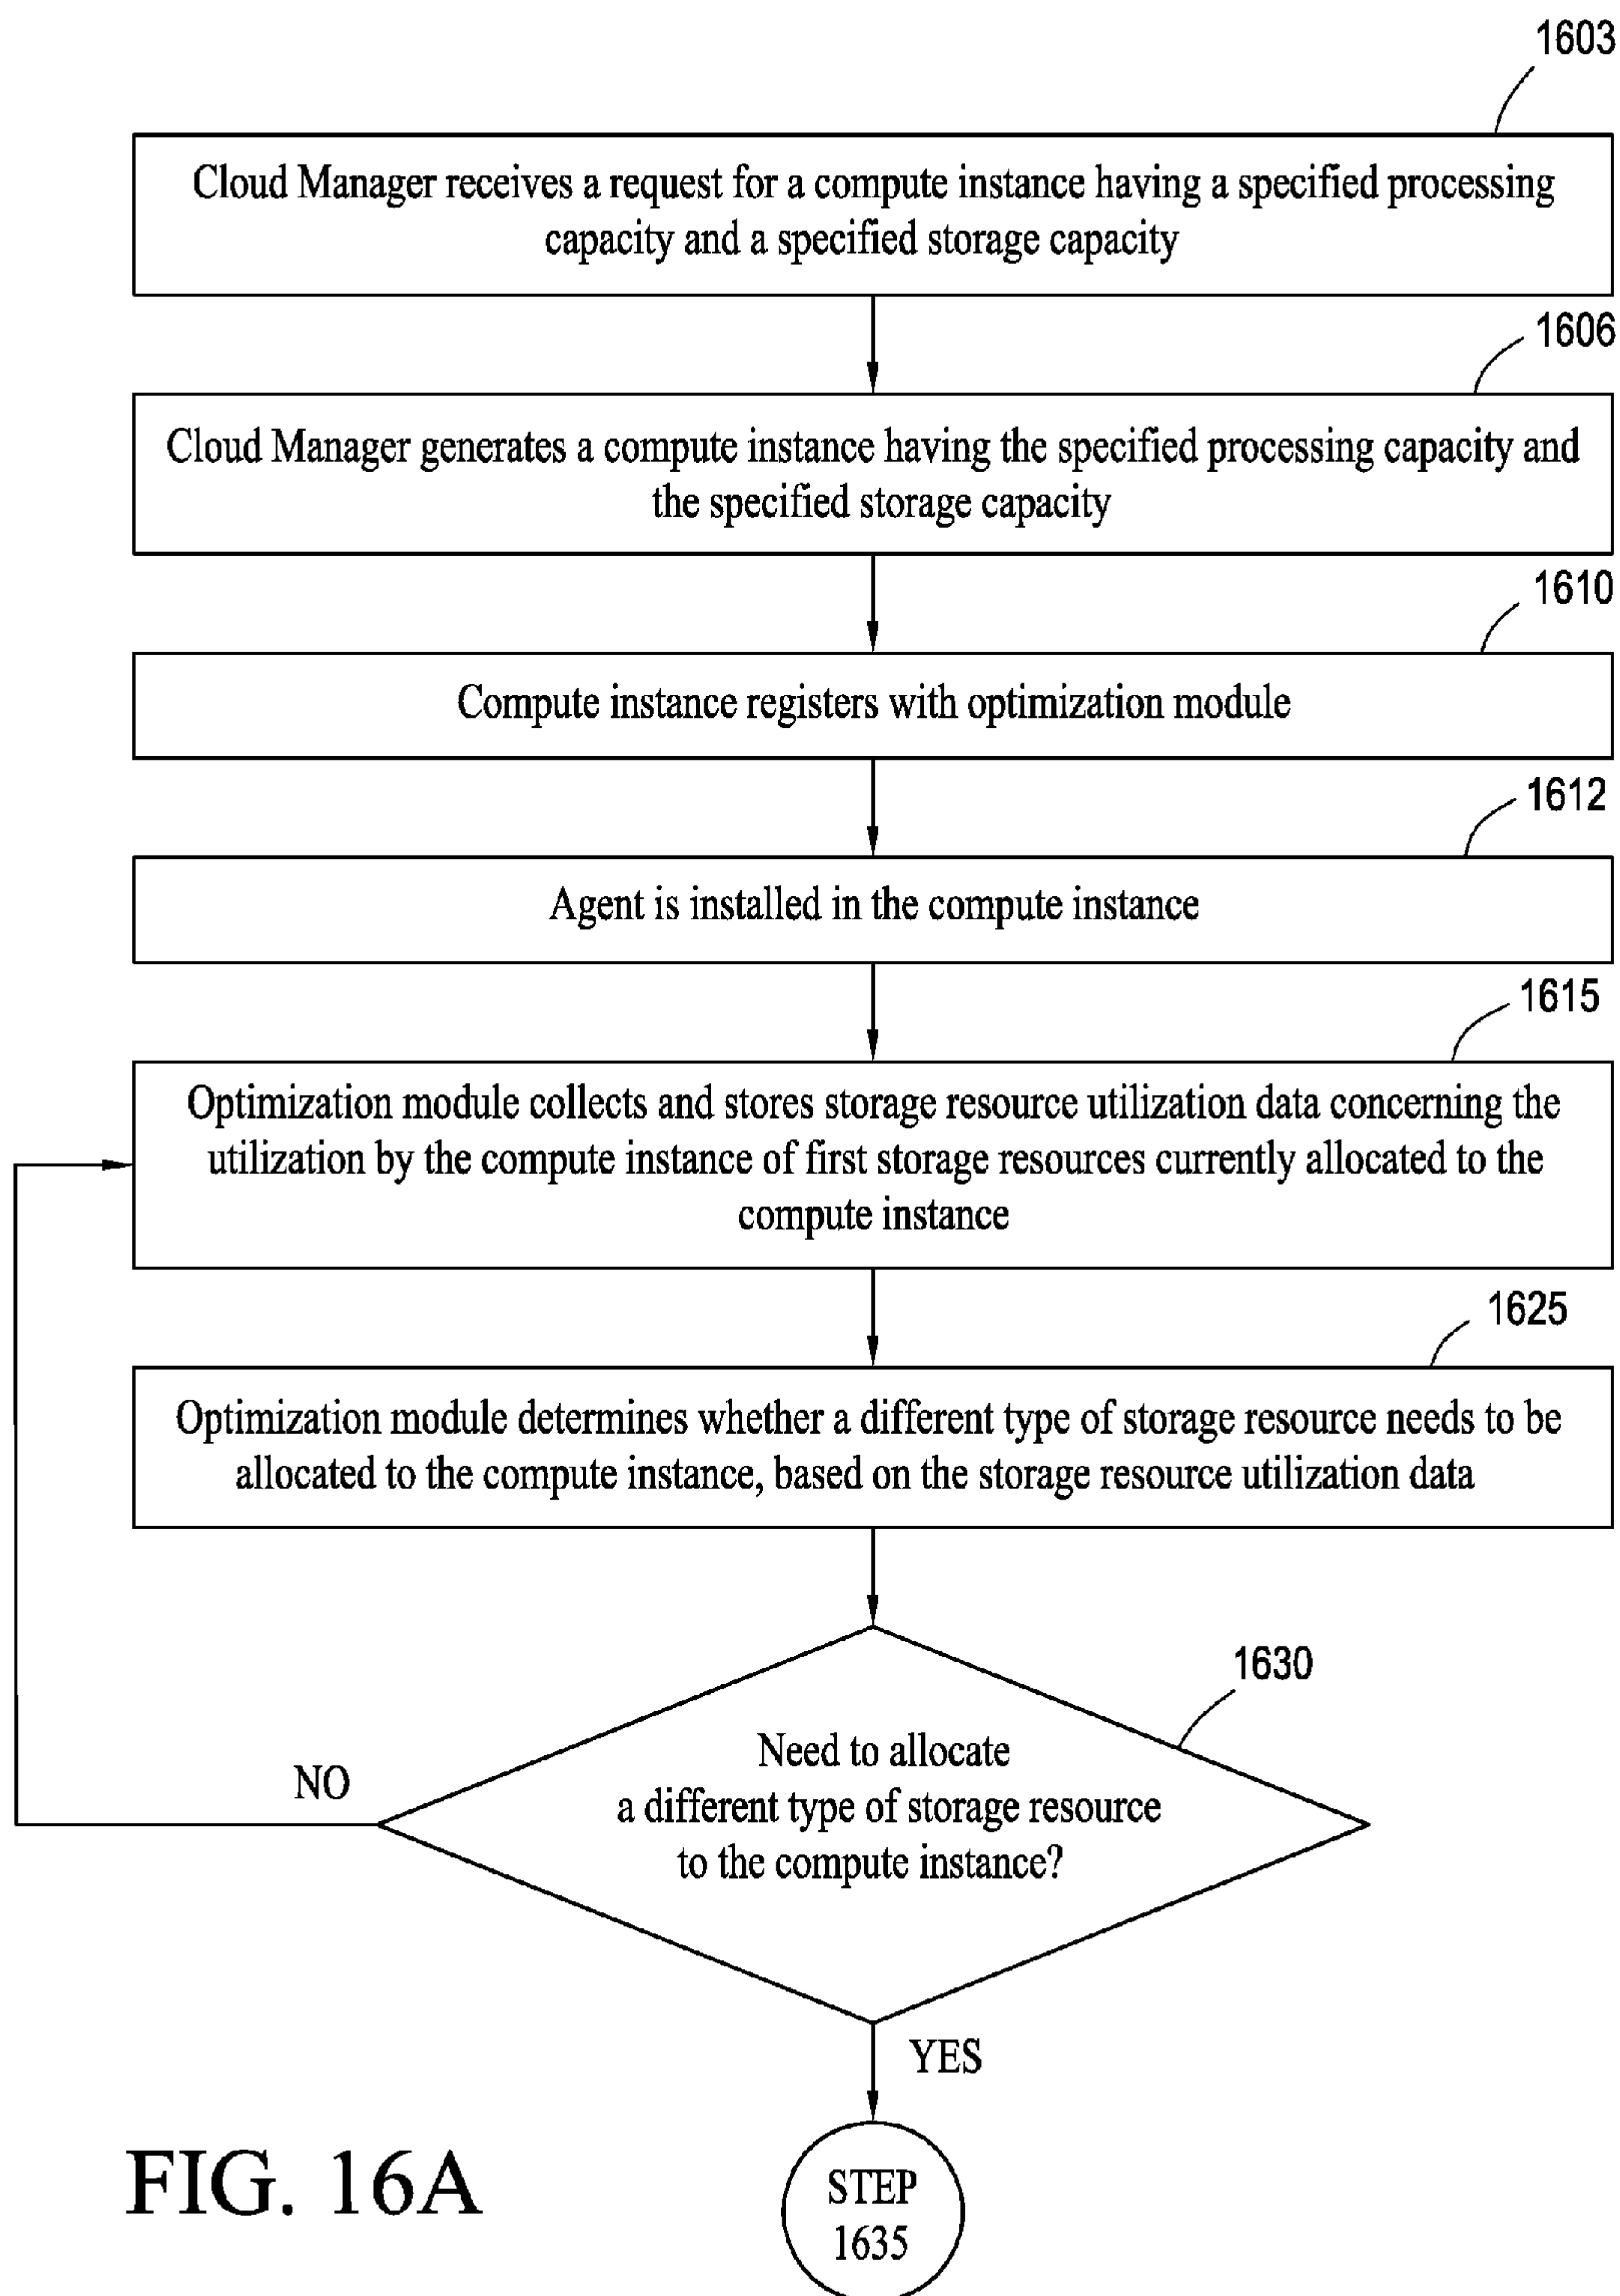 1603
Cloud Manager receives a request for a compute instance having a specified processing
capacity and a specified storage capacity
1606
Cloud Manager generates a compute instance having the specified processing capacity and
the specified storage capacity
1610
Compute instance registers with optimization module
1612
Agent is installed in the compute instance
1615
Optimization module collects and stores storage resource utilization data concerning the
utilization by the compute instance of first storage resources currently allocated to the
compute instance
1625
Optimization module determines whether a different type of storage resource needs to be
allocated to the compute instance, based on the storage resource utilization data
1630
Need to allocate
a different type of storage resource
to the compute instance?
NO
YES
STEP
1635
FIG. 16A